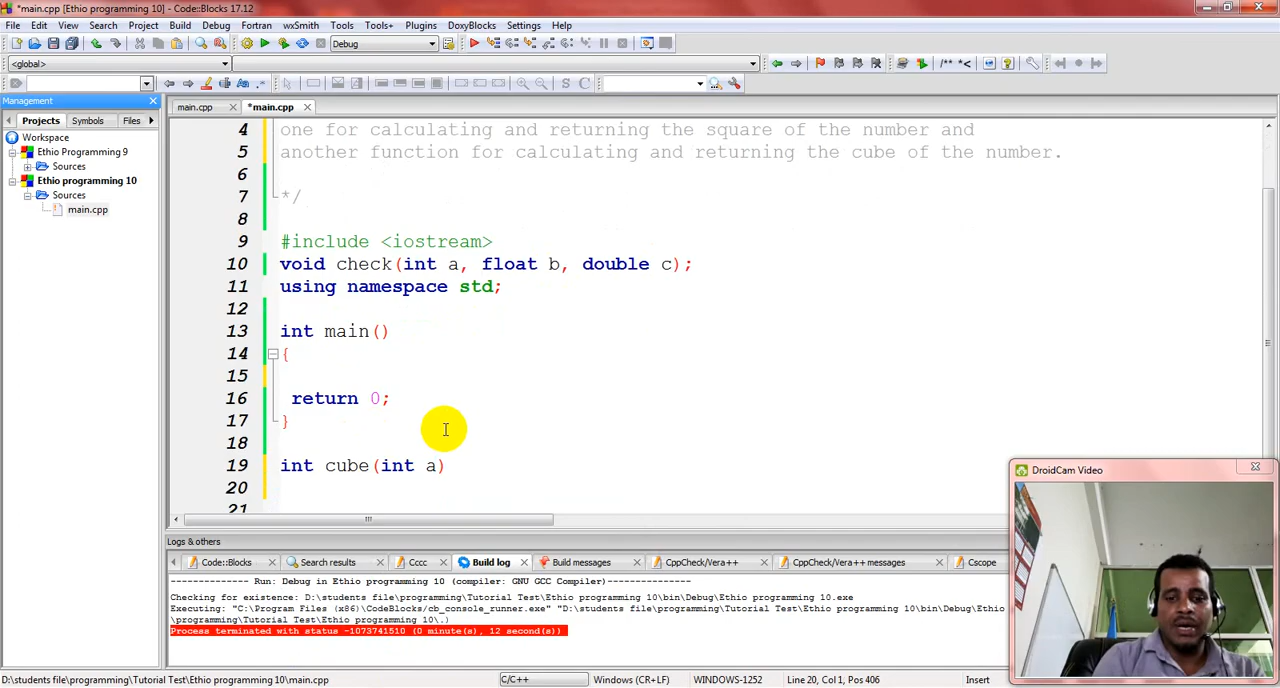 *main.cpp [Ethio programming 10] - Code::Blocks 17.12
File Edit View Search Project Build Debug Fortran wxSmith Tools Tools+ Plugins DoxyBlocks Settings Help
Debug
<global>
Management
main.cpp *main.cpp
Projects Symbols Files
Workspace
Ethio Programming 9
Sources
Ethio programming 10
Sources
main.cpp
4 one for calculating and returning the square of the number and
5 another function for calculating and returning the cube of the number.
6
7 */
8
9 #include <iostream>
10 void check(int a, float b, double c);
11 using namespace std;
12
13 int main()
14 {
15
16 return 0;
17 }
18
19 int cube(int a)
20
21
DroidCam Video
Logs & others
Code::Blocks Search results Cccc Build log Build messages CppCheck/Vera++ CppCheck/Vera++ messages Cscope
-------------- Run: Debug in Ethio programming 10 (compiler: GNU GCC Compiler)---------------
Checking for existence: D:\students file\programming\Tutorial Test\Ethio programming 10\bin\Debug\Ethio programming 10.exe
Executing: "C:\Program Files (x86)\CodeBlocks/cb_console_runner.exe" "D:\students file\programming\Tutorial Test\Ethio programming 10\bin\Debug\Ethio
\programming\Tutorial Test\Ethio programming 10\.)
Process terminated with status -1073741510 (0 minute(s), 12 second(s))
D:\students file\programming\Tutorial Test\Ethio programming 10\main.cpp C/C++ Windows (CR+LF) WINDOWS-1252 Line 20, Col 1, Pos 406 Insert